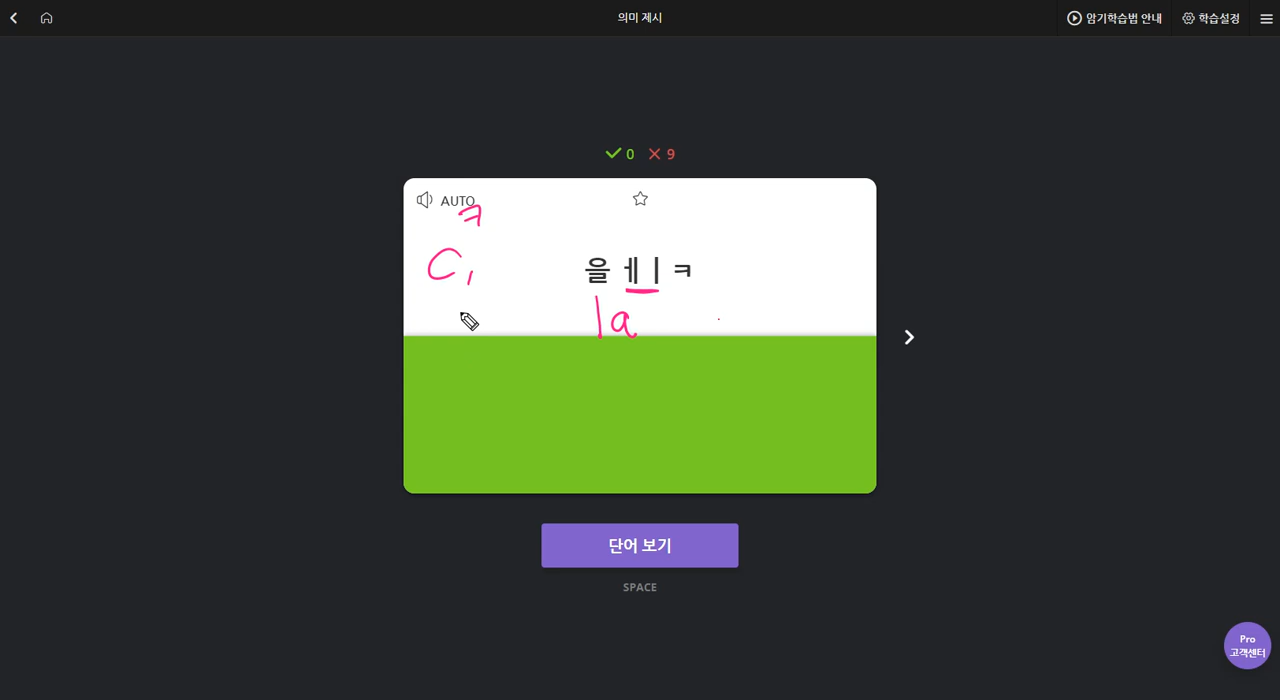 의미 제시
암기학습법 안내
학습설정
0
9
AUTO
ㅋ
C,
을 ㅔㅣㅋ
la
단어 보기
SPACE
Pro
고객센터